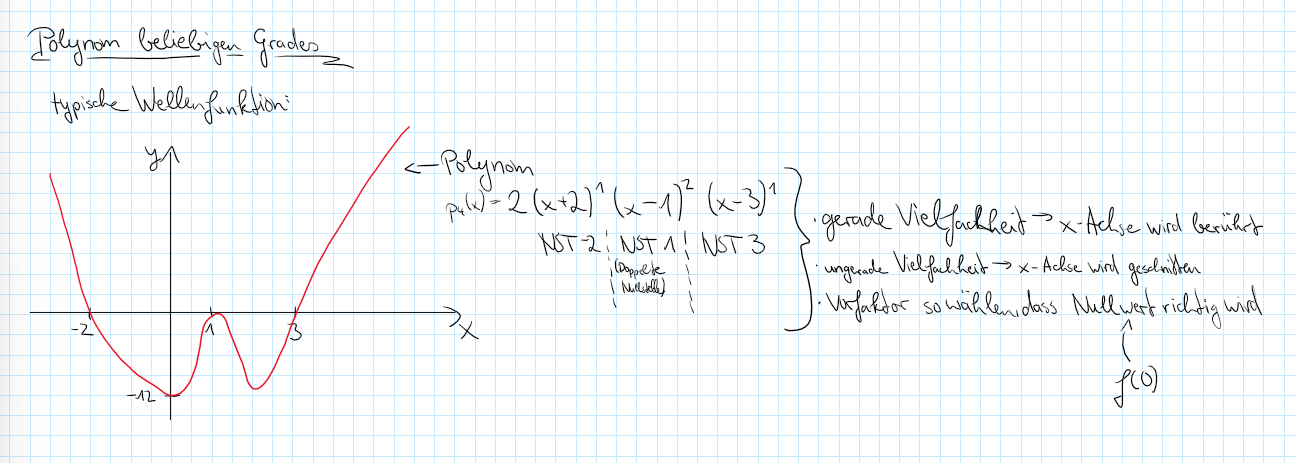 Polynom beliebigen Grades
typische Wellenfunktion:
y
← Polynom
p₄(x) = 2 (x+2)¹ (x-1)² (x-3)¹
NST -2 NST 1 NST 3
(Doppelte
Nullstelle)
· gerade Vielfachheit → x-Achse wird berührt
· ungerade Vielfachheit → x-Achse wird geschnitten
· Vorfaktor so wählen, dass Nullwert richtig wird
f(0)
-2 1 3 x
-12